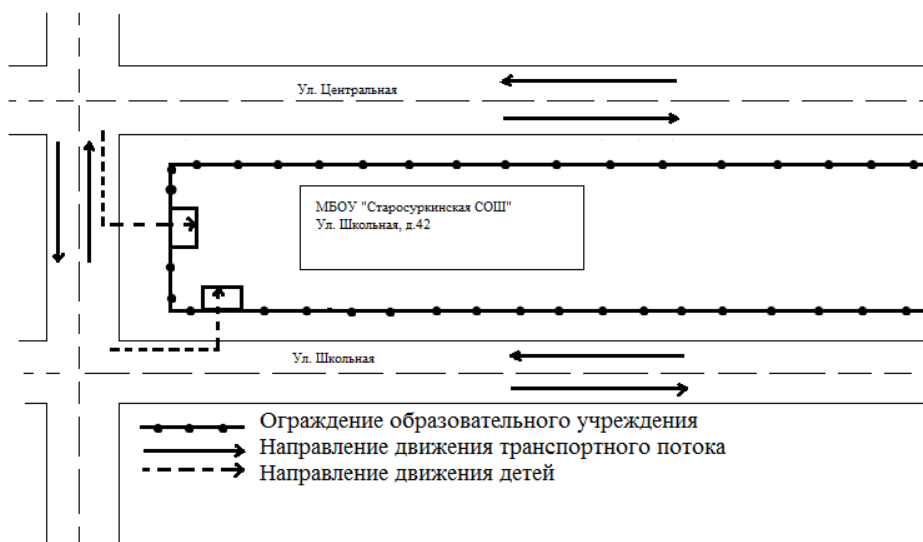 Ул. Центральная
МБОУ "Старосуркинская СОШ"
Ул. Школьная, д.42
Ул. Школьная
Ограждение образовательного учреждения
Направление движения транспортного потока
Направление движения детей